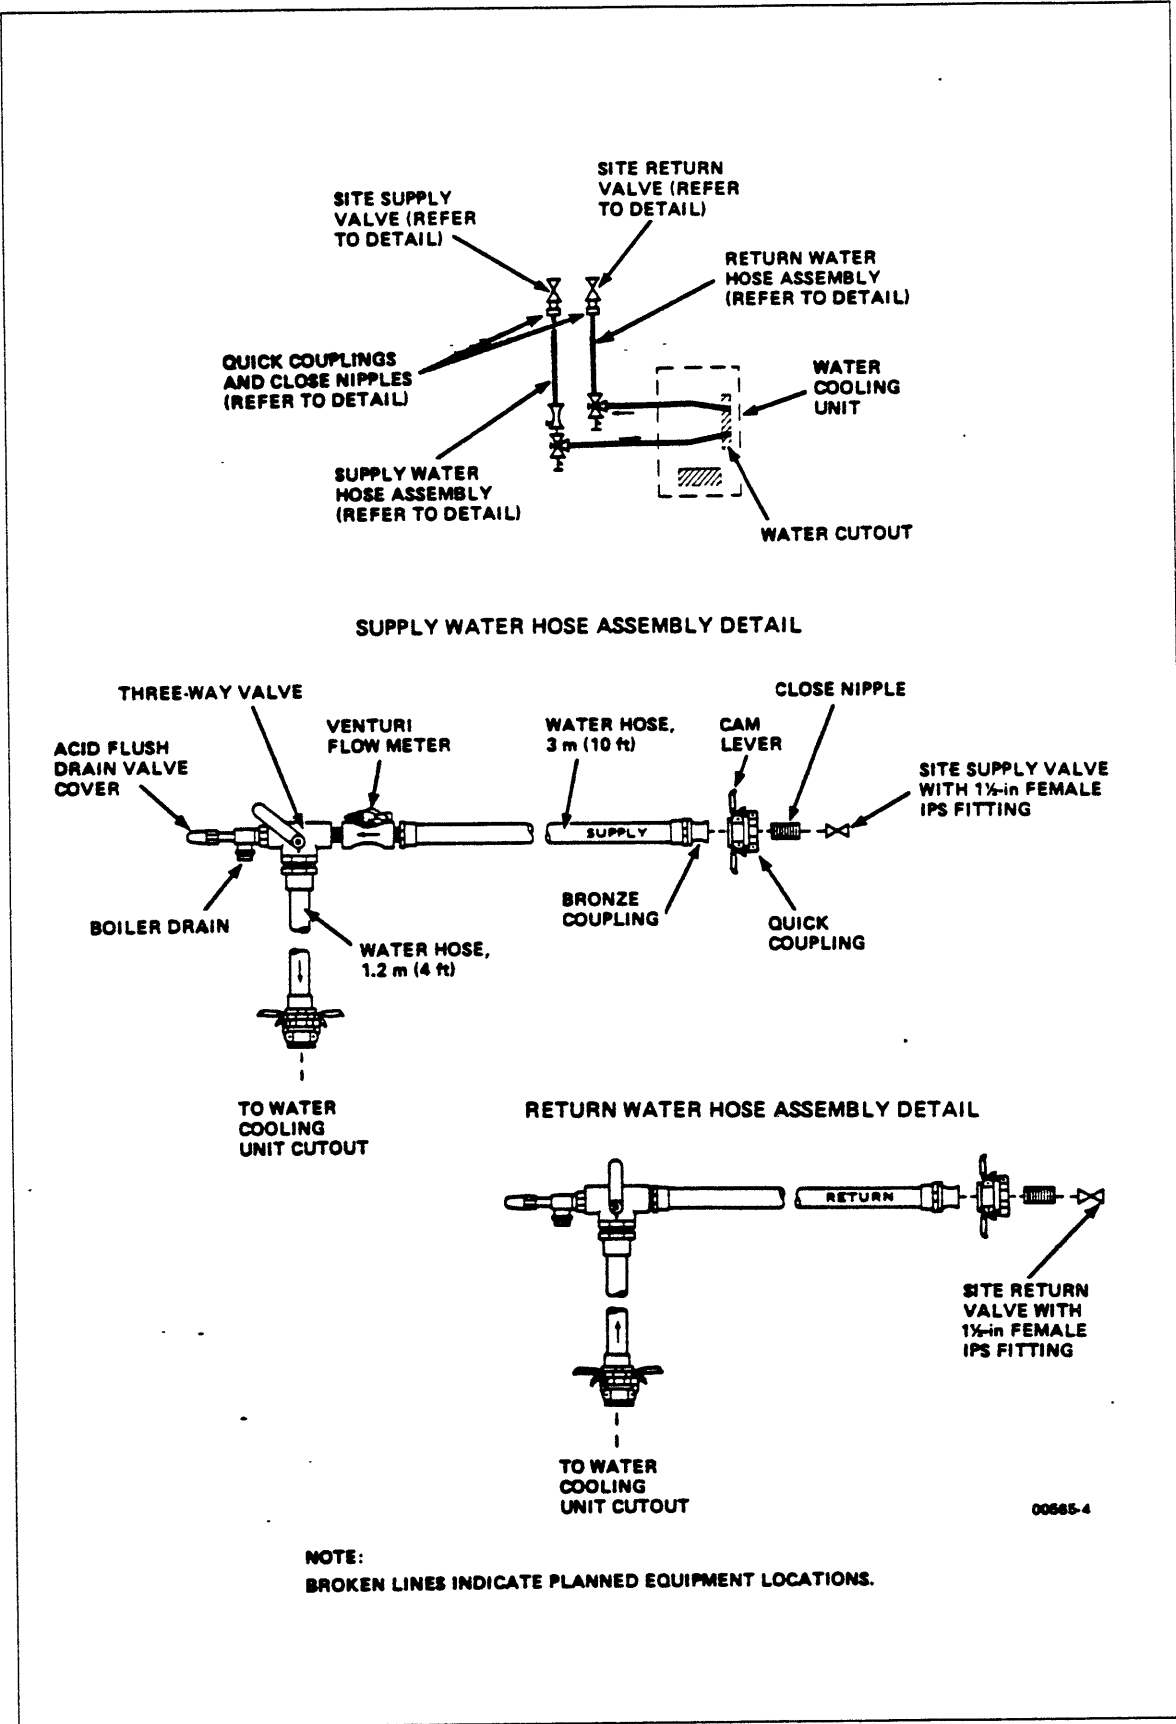 SITE SUPPLY
VALVE (REFER
TO DETAIL)
SITE RETURN
VALVE (REFER
TO DETAIL)
RETURN WATER
HOSE ASSEMBLY
(REFER TO DETAIL)
QUICK COUPLINGS
AND CLOSE NIPPLES
(REFER TO DETAIL)
WATER
COOLING
UNIT
SUPPLY WATER
HOSE ASSEMBLY
(REFER TO DETAIL)
WATER CUTOUT
SUPPLY WATER HOSE ASSEMBLY DETAIL
THREE-WAY VALVE
CLOSE NIPPLE
ACID FLUSH
DRAIN VALVE
COVER
VENTURI
FLOW METER
WATER HOSE,
3 m (10 ft)
CAM
LEVER
SITE SUPPLY VALVE
WITH 1½-in FEMALE
IPS FITTING
SUPPLY
BOILER DRAIN
BRONZE
COUPLING
QUICK
COUPLING
WATER HOSE,
1.2 m (4 ft)
TO WATER
COOLING
UNIT CUTOUT
RETURN WATER HOSE ASSEMBLY DETAIL
RETURN
SITE RETURN
VALVE WITH
1½-in FEMALE
IPS FITTING
TO WATER
COOLING
UNIT CUTOUT
00565-4
NOTE:
BROKEN LINES INDICATE PLANNED EQUIPMENT LOCATIONS.